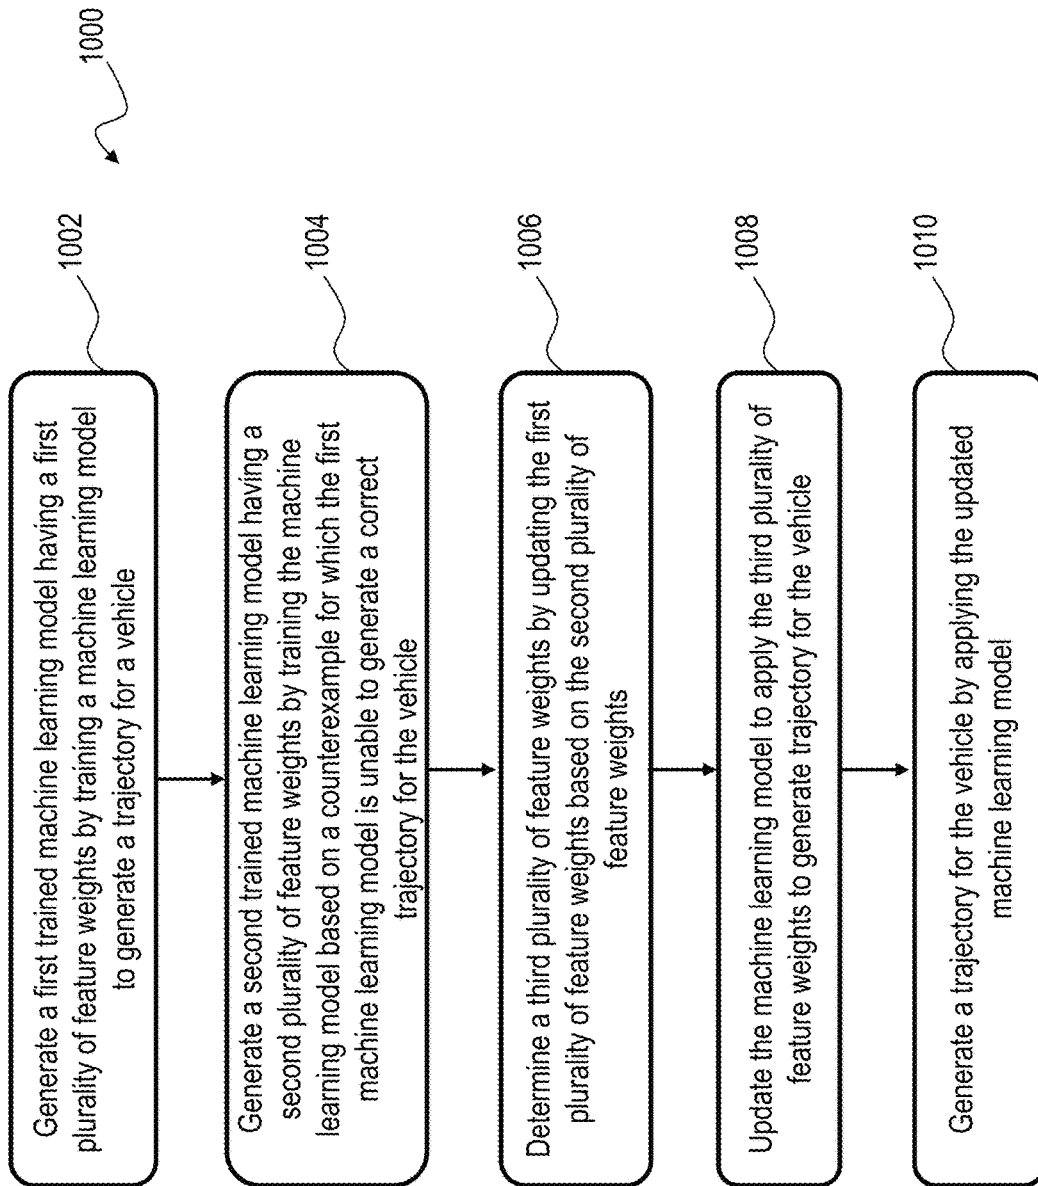 1000
1002
Generate a first trained machine learning model having a first
plurality of feature weights by training a machine learning model
to generate a trajectory for a vehicle
1004
Generate a second trained machine learning model having a
second plurality of feature weights by training the machine
learning model based on a counterexample for which the first
machine learning model is unable to generate a correct
trajectory for the vehicle
1006
Determine a third plurality of feature weights by updating the first
plurality of feature weights based on the second plurality of
feature weights
1008
Update the machine learning model to apply the third plurality of
feature weights to generate trajectory for the vehicle
1010
Generate a trajectory for the vehicle by applying the updated
machine learning model